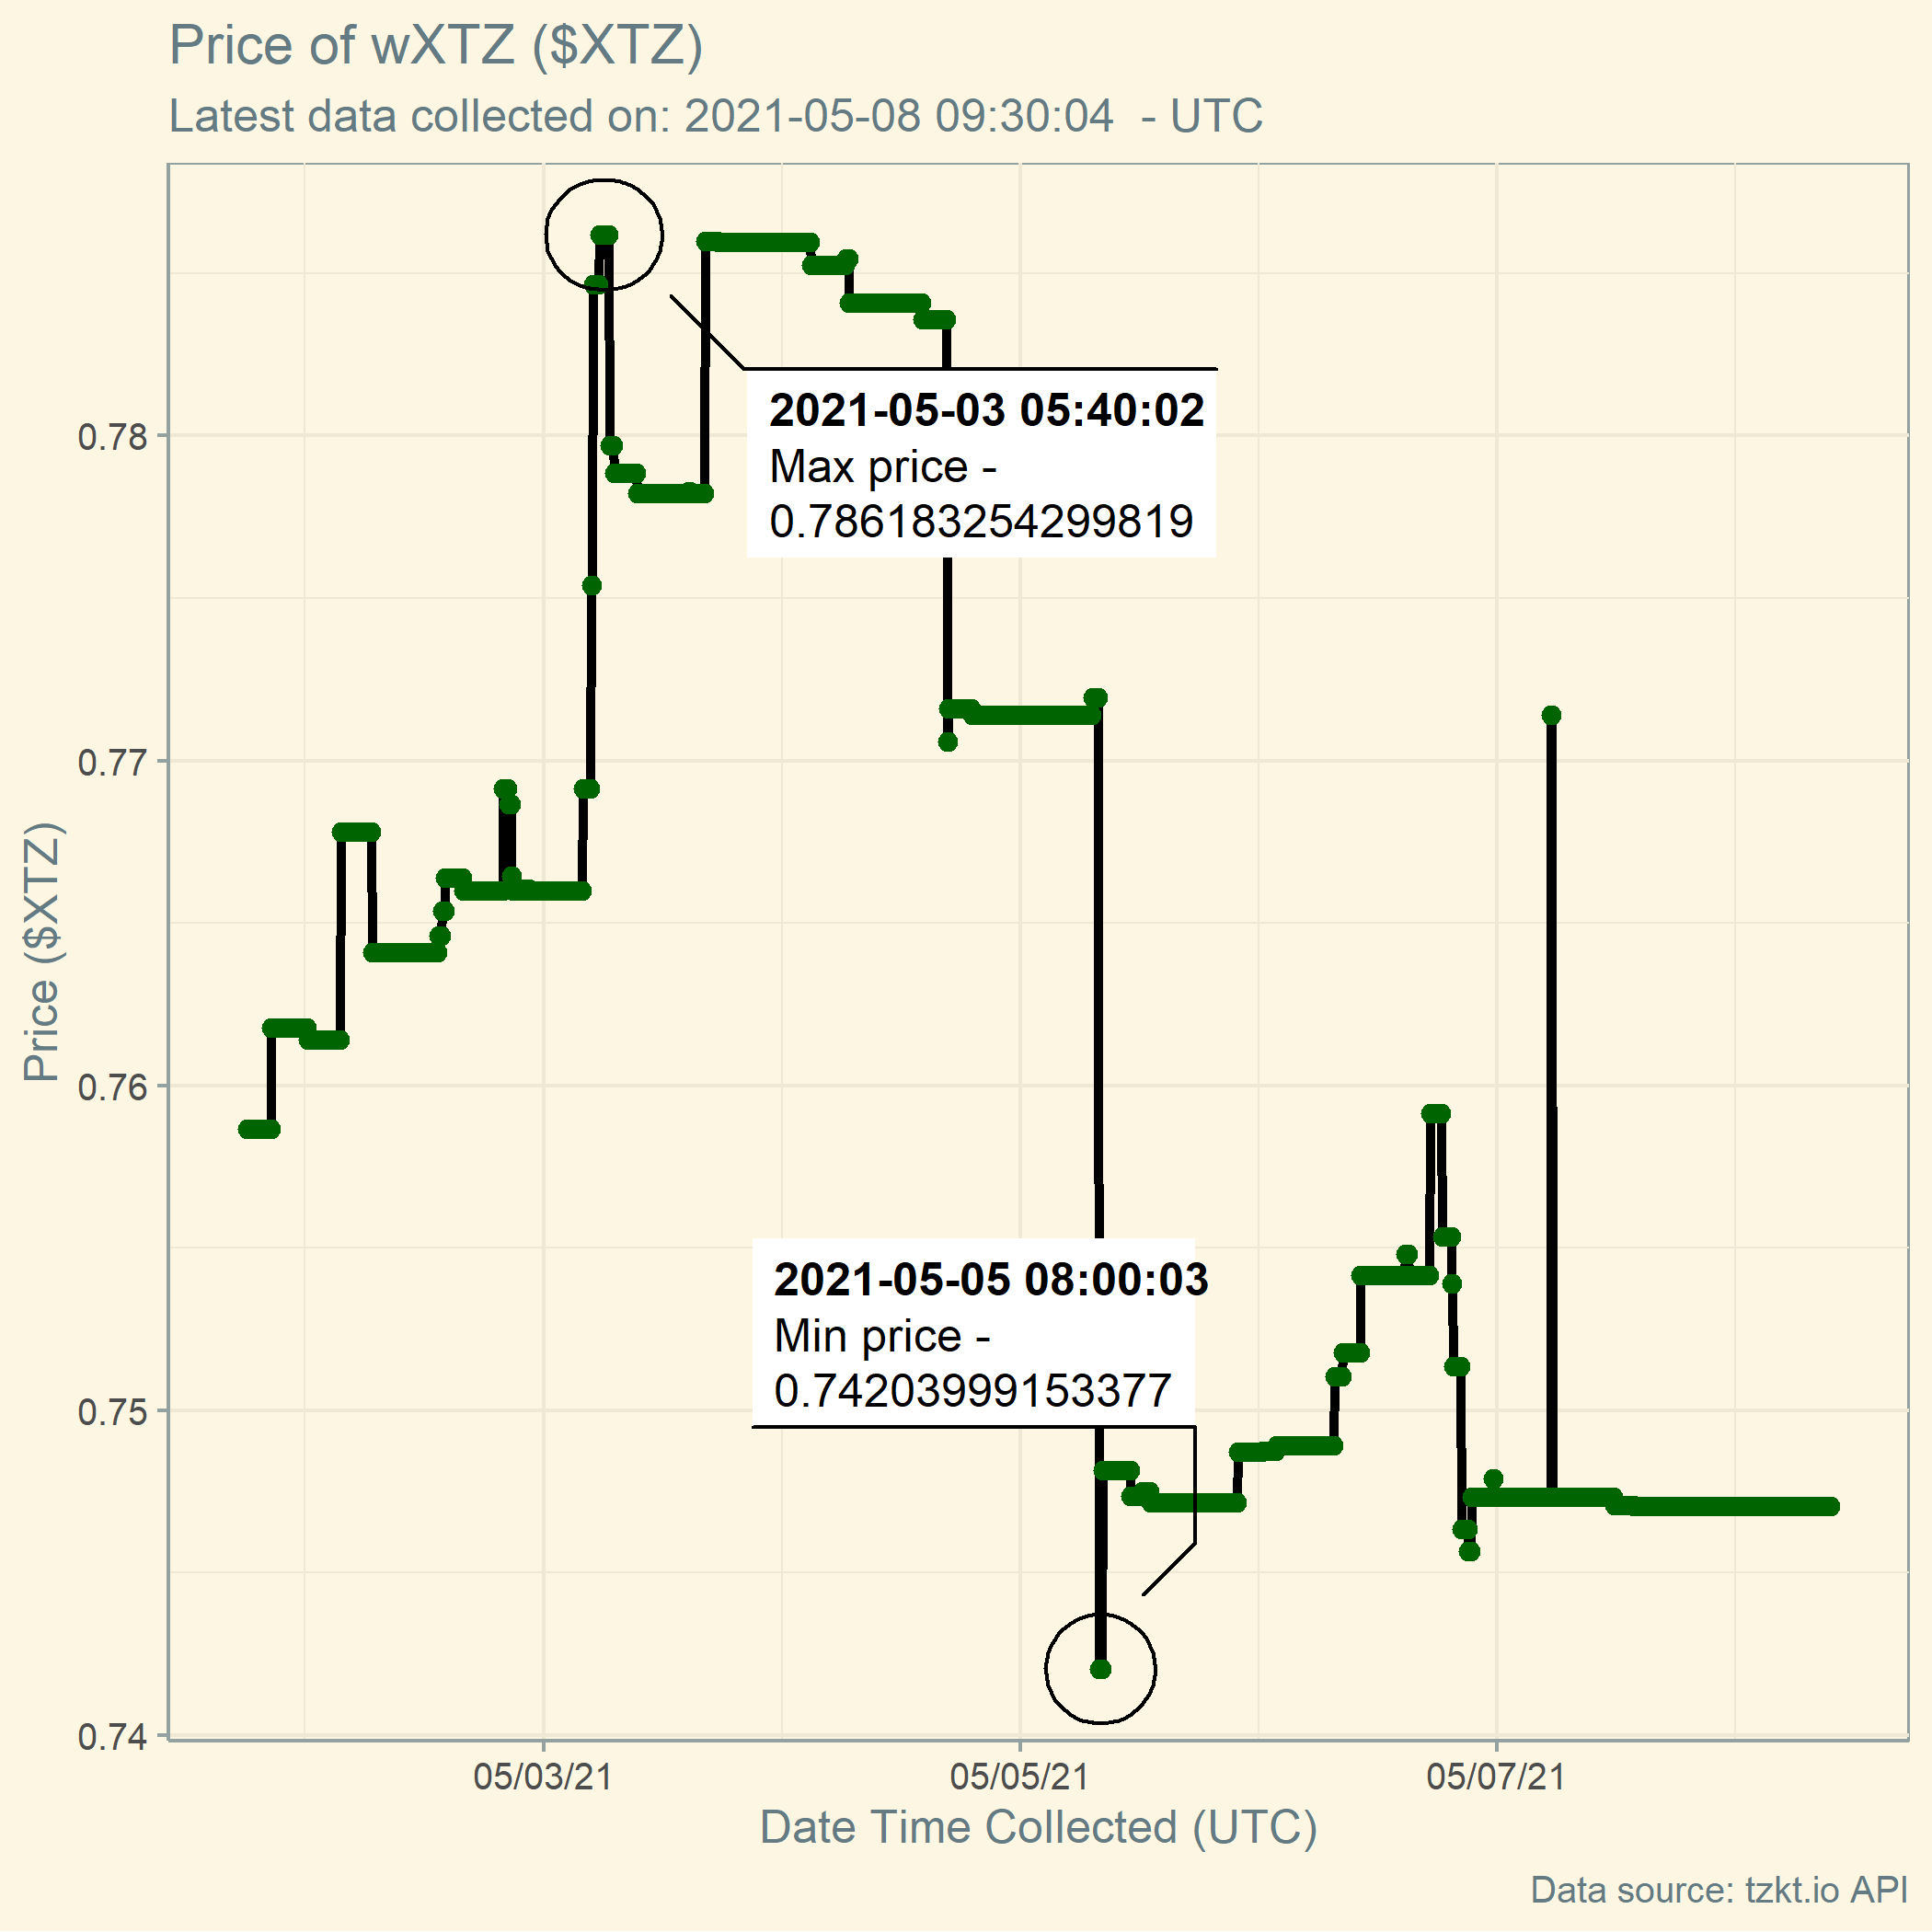 Price of wXTZ ($XTZ)
Latest data collected on: 2021-05-08 09:30:04  - UTC
2021-05-03 05:40:02
Max price -
0.786183254299819
0.78
0.77
Price ($XTZ)
0.76
2021-05-05 08:00:03
Min price -
0.74203999153377
0.75
0.74
05/03/21
05/05/21
05/07/21
Date Time Collected (UTC)
Data source: tzkt.io API